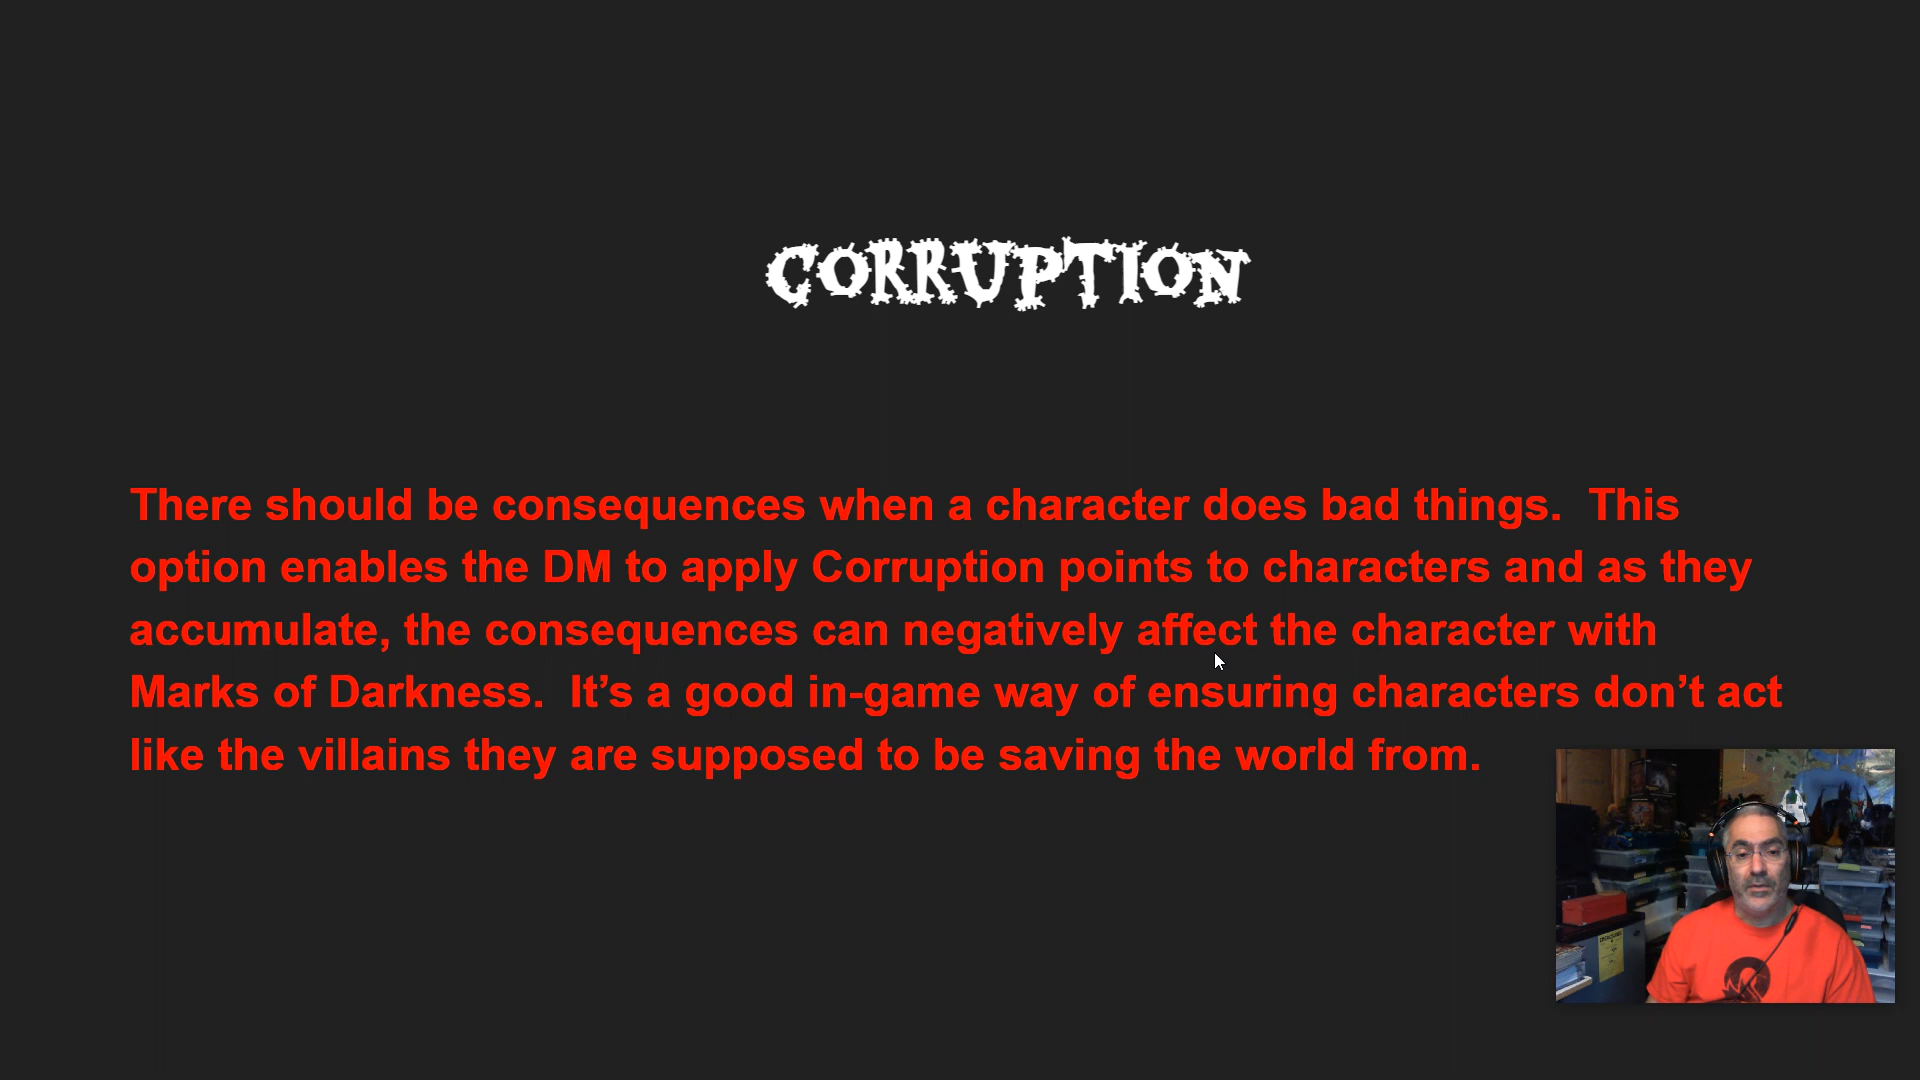 CORRUPTION
There should be consequences when a character does bad things. This
option enables the DM to apply Corruption points to characters and as they
accumulate, the consequences can negatively affect the character with
Marks of Darkness. It’s a good in-game way of ensuring characters don’t act
like the villains they are supposed to be saving the world from.